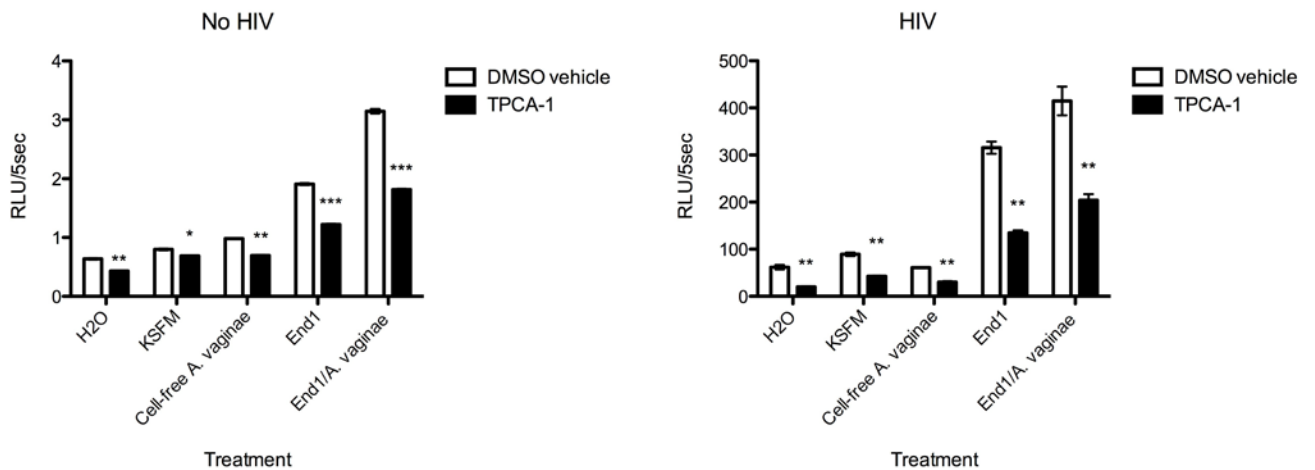 No HIV
RLU/5sec
4
3
2
1
0
DMSO vehicle
TPCA-1
**
*
**
***
***
H2O
KSFM
Cell-free A. vaginae
End1
End1/A. vaginae
Treatment
HIV
RLU/5sec
500
400
300
200
100
0
DMSO vehicle
TPCA-1
**
**
**
**
**
H2O
KSFM
Cell-free A. vaginae
End1
End1/A. vaginae
Treatment